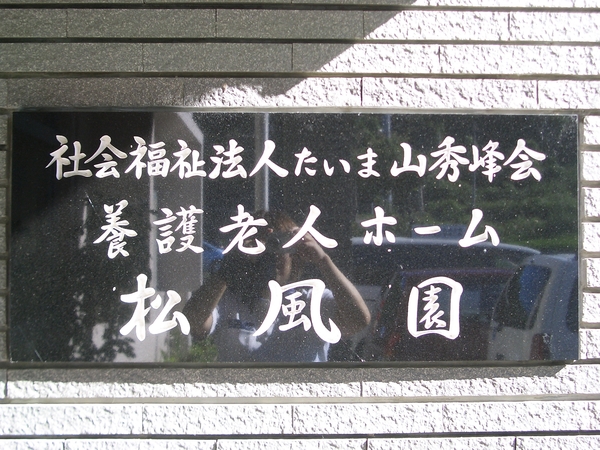 社会福祉法人たいま山秀峰会
養護老人ホーム
松風園